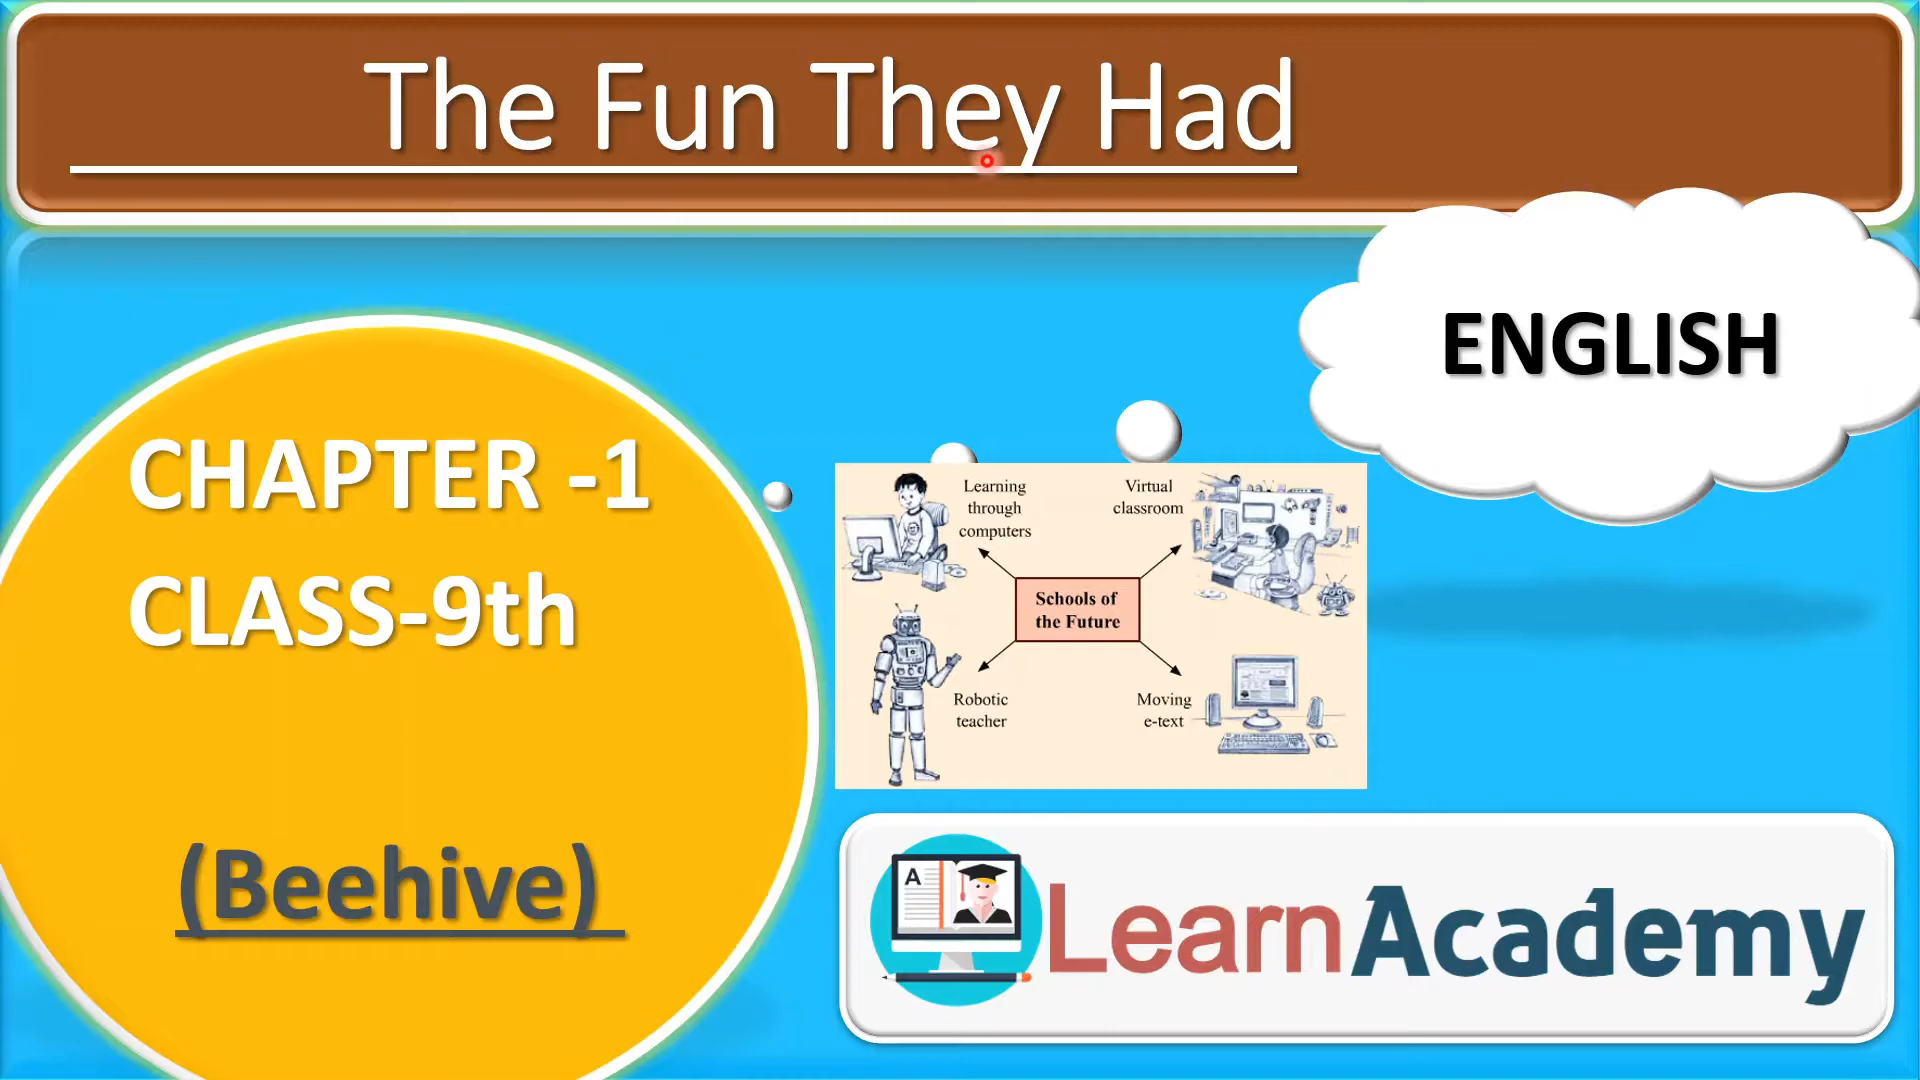 The Fun They Had
ENGLISH
CHAPTER -1
CLASS-9th
(Beehive)
Learning
through
computers
Virtual
classroom
Schools of
the Future
Robotic
teacher
Moving
e-text
A
LearnAcademy